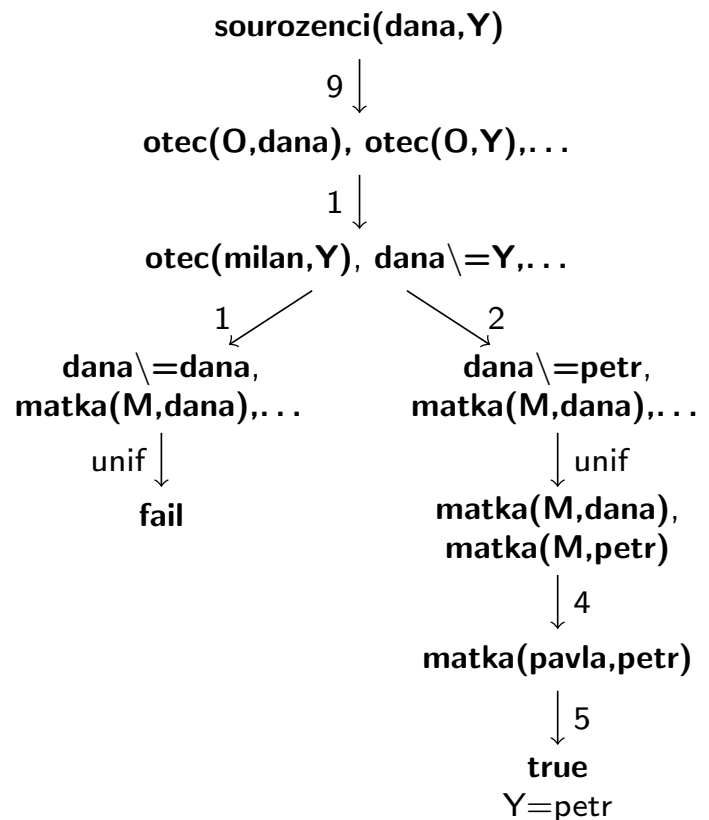 sourozenci(dana,Y)
9
otec(O,dana), otec(O,Y),...
1
otec(milan,Y), dana\=Y,...
1
2
dana\=dana,
matka(M,dana),...
dana\=petr,
matka(M,dana),...
unif
unif
fail
matka(M,dana),
matka(M,petr)
4
matka(pavla,petr)
5
true
Y=petr